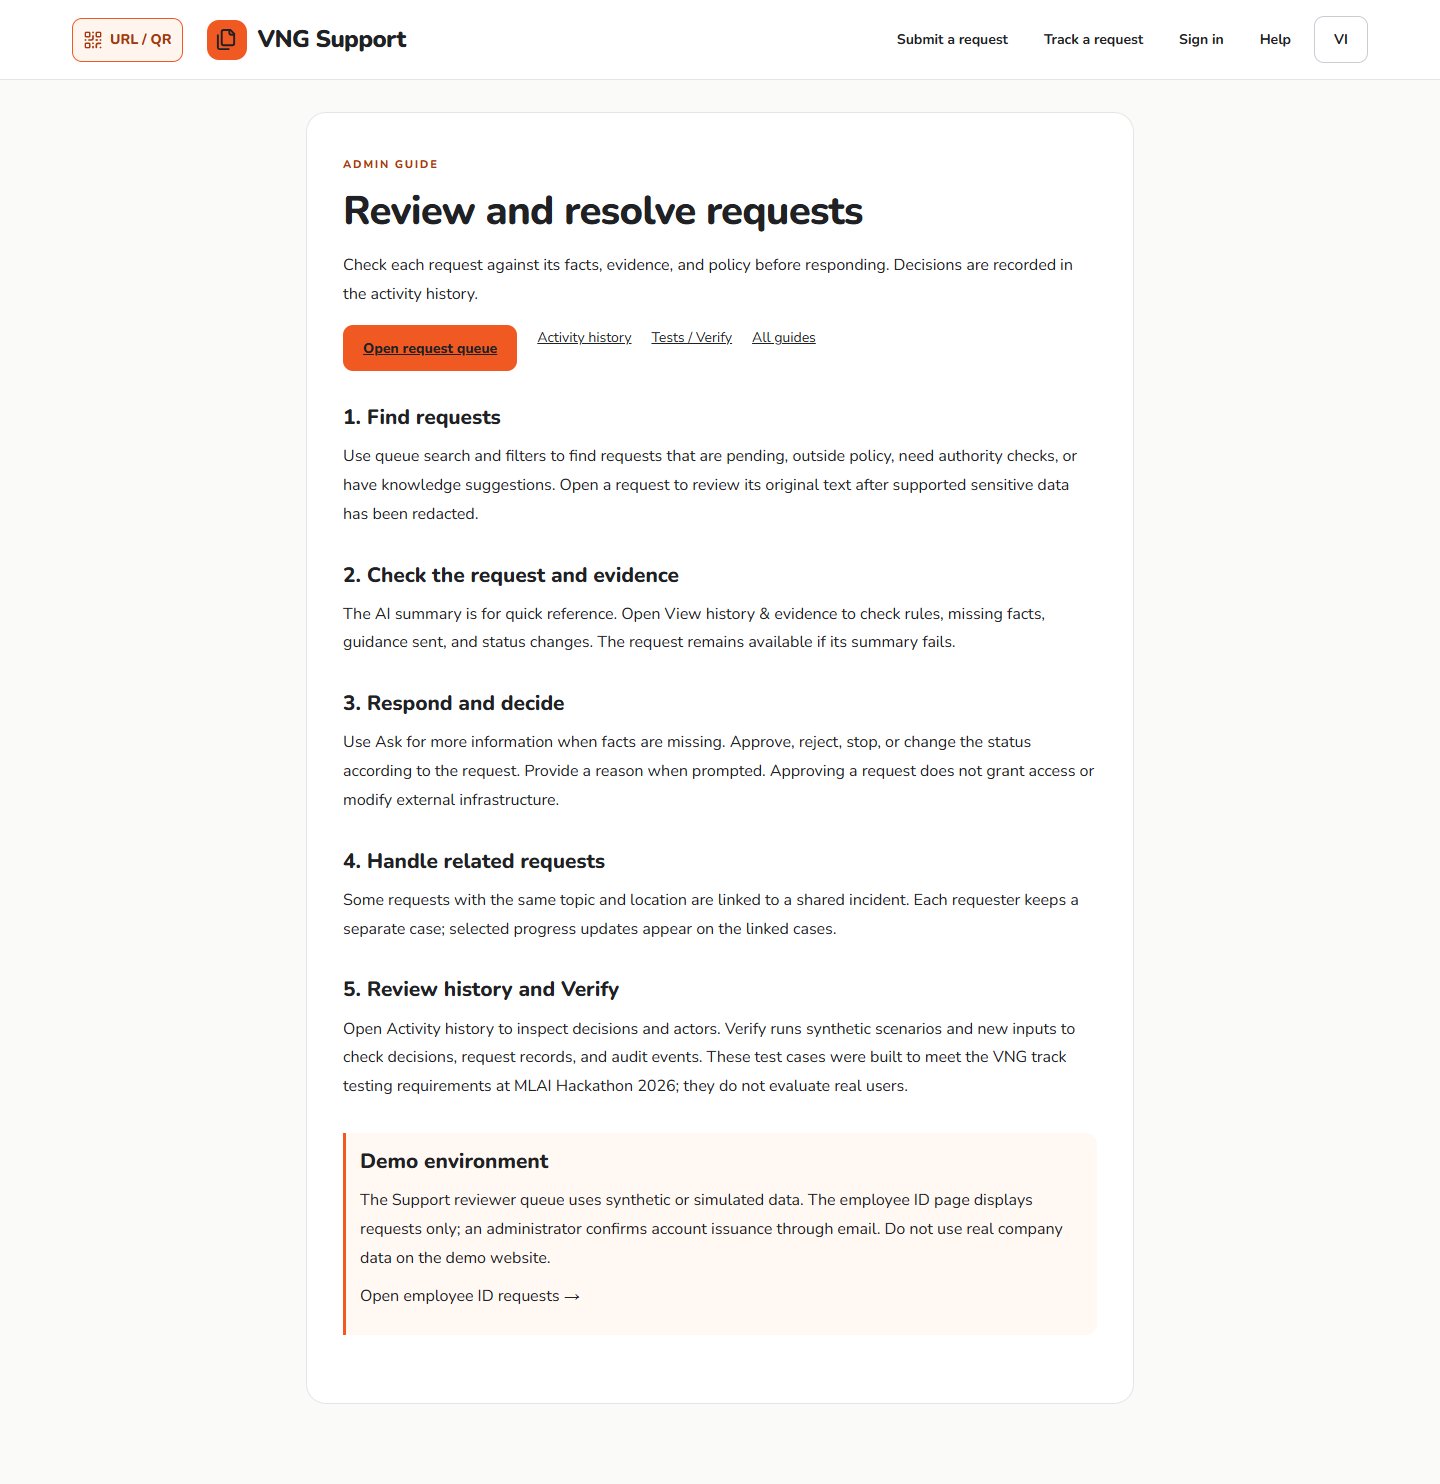 URL / QR
VNG Support
Submit a request
Track a request
Sign in
Help
VI
ADMIN GUIDE
Review and resolve requests
Check each request against its facts, evidence, and policy before responding. Decisions are recorded in
the activity history.
Open request queue
Activity history
Tests / Verify
All guides
1. Find requests
Use queue search and filters to find requests that are pending, outside policy, need authority checks, or
have knowledge suggestions. Open a request to review its original text after supported sensitive data
has been redacted.
2. Check the request and evidence
The AI summary is for quick reference. Open View history & evidence to check rules, missing facts,
guidance sent, and status changes. The request remains available if its summary fails.
3. Respond and decide
Use Ask for more information when facts are missing. Approve, reject, stop, or change the status
according to the request. Provide a reason when prompted. Approving a request does not grant access or
modify external infrastructure.
4. Handle related requests
Some requests with the same topic and location are linked to a shared incident. Each requester keeps a
separate case; selected progress updates appear on the linked cases.
5. Review history and Verify
Open Activity history to inspect decisions and actors. Verify runs synthetic scenarios and new inputs to
check decisions, request records, and audit events. These test cases were built to meet the VNG track
testing requirements at MLAI Hackathon 2026; they do not evaluate real users.
Demo environment
The Support reviewer queue uses synthetic or simulated data. The employee ID page displays
requests only; an administrator confirms account issuance through email. Do not use real company
data on the demo website.
Open employee ID requests →